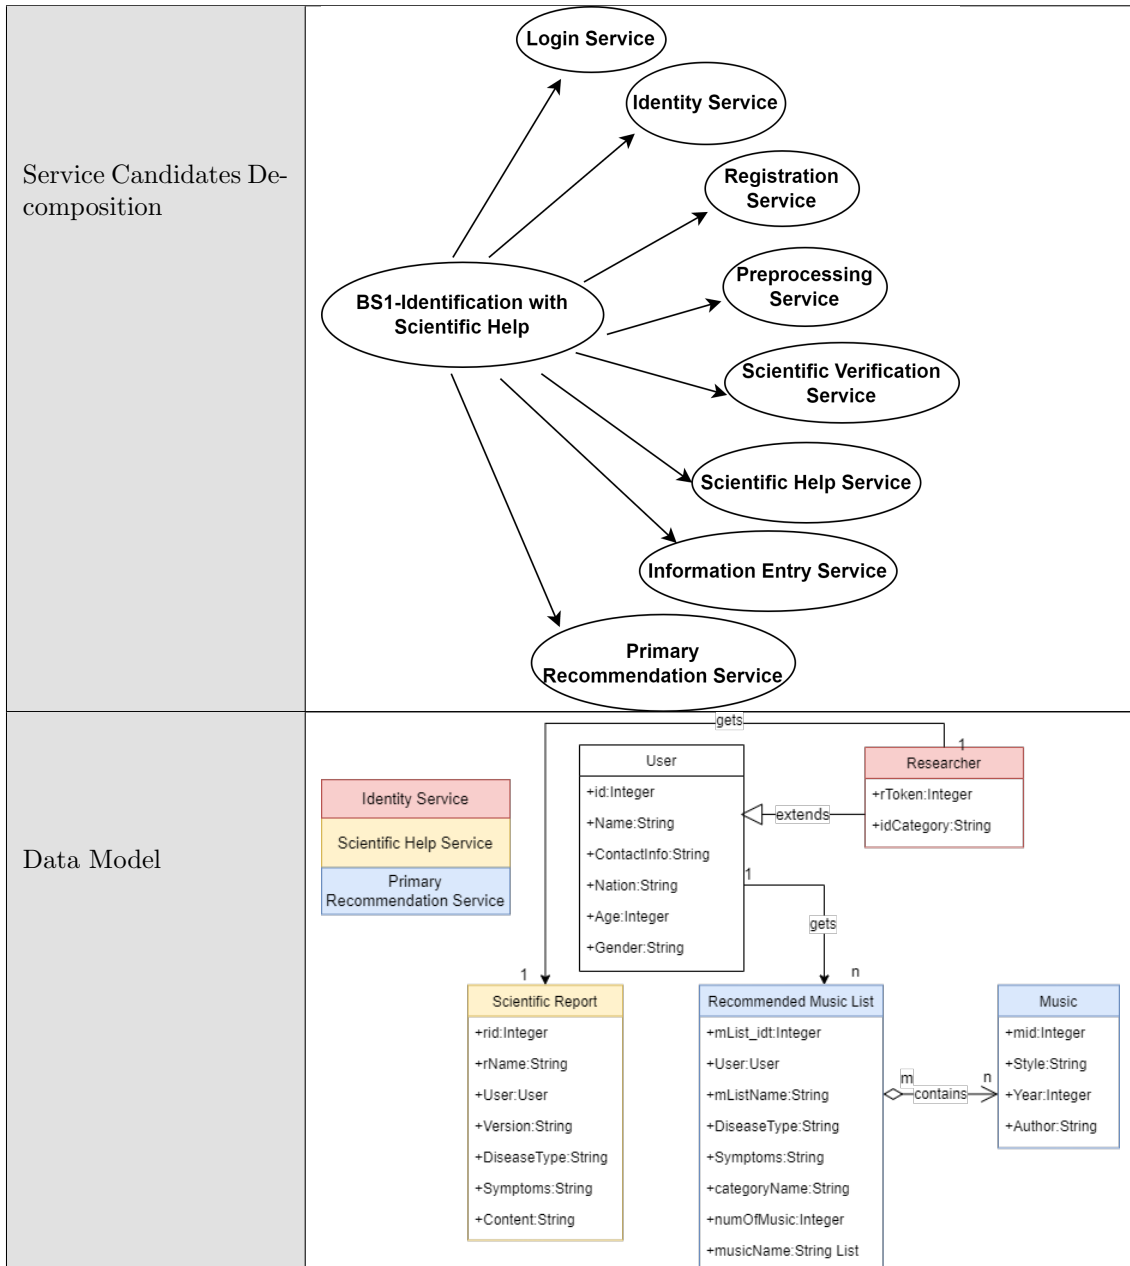 Service Candidates De-
composition
Login Service
Identity Service
Registration
Service
Preprocessing
Service
BS1-Identification with
Scientific Help
Scientific Verification
Service
Scientific Help Service
Information Entry Service
Primary
Recommendation Service
Data Model
gets
1
Identity Service
Scientific Help Service
Primary
Recommendation Service
User
+id:Integer
+Name:String
+ContactInfo:String
+Nation:String
+Age:Integer
+Gender:String
extends
Researcher
+rToken:Integer
+idCategory:String
1
gets
1
n
Scientific Report
+rid:Integer
+rName:String
+User:User
+Version:String
+DiseaseType:String
+Symptoms:String
+Content:String
Recommended Music List
+mList_idt:Integer
+User:User
+mListName:String
+DiseaseType:String
+Symptoms:String
+categoryName:String
+numOfMusic:Integer
+musicName:String List
m
contains
n
Music
+mid:Integer
+Style:String
+Year:Integer
+Author:String